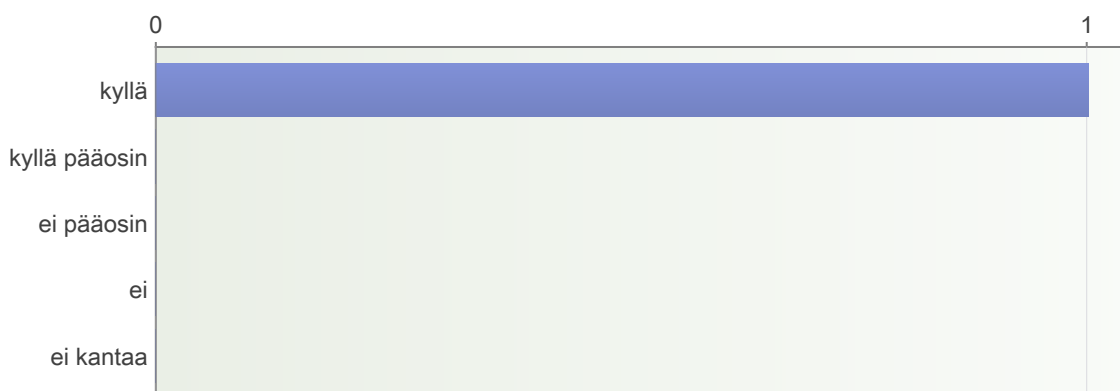 0 1
kyllä
kyllä pääosin
ei pääosin
ei
ei kantaa